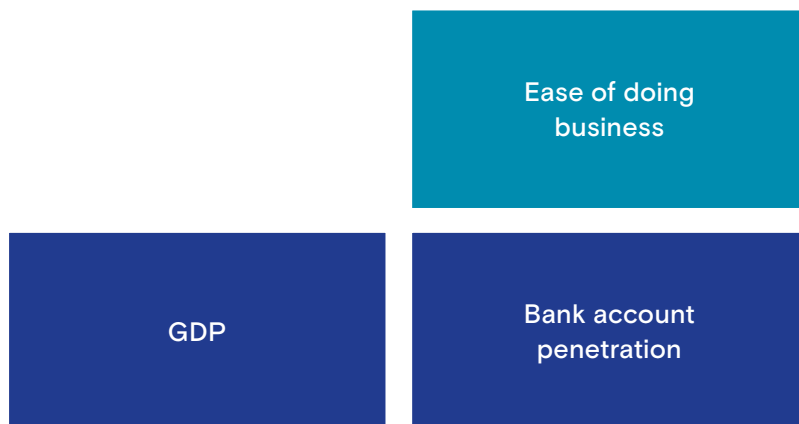 Ease of doing
business
GDP
Bank account
penetration